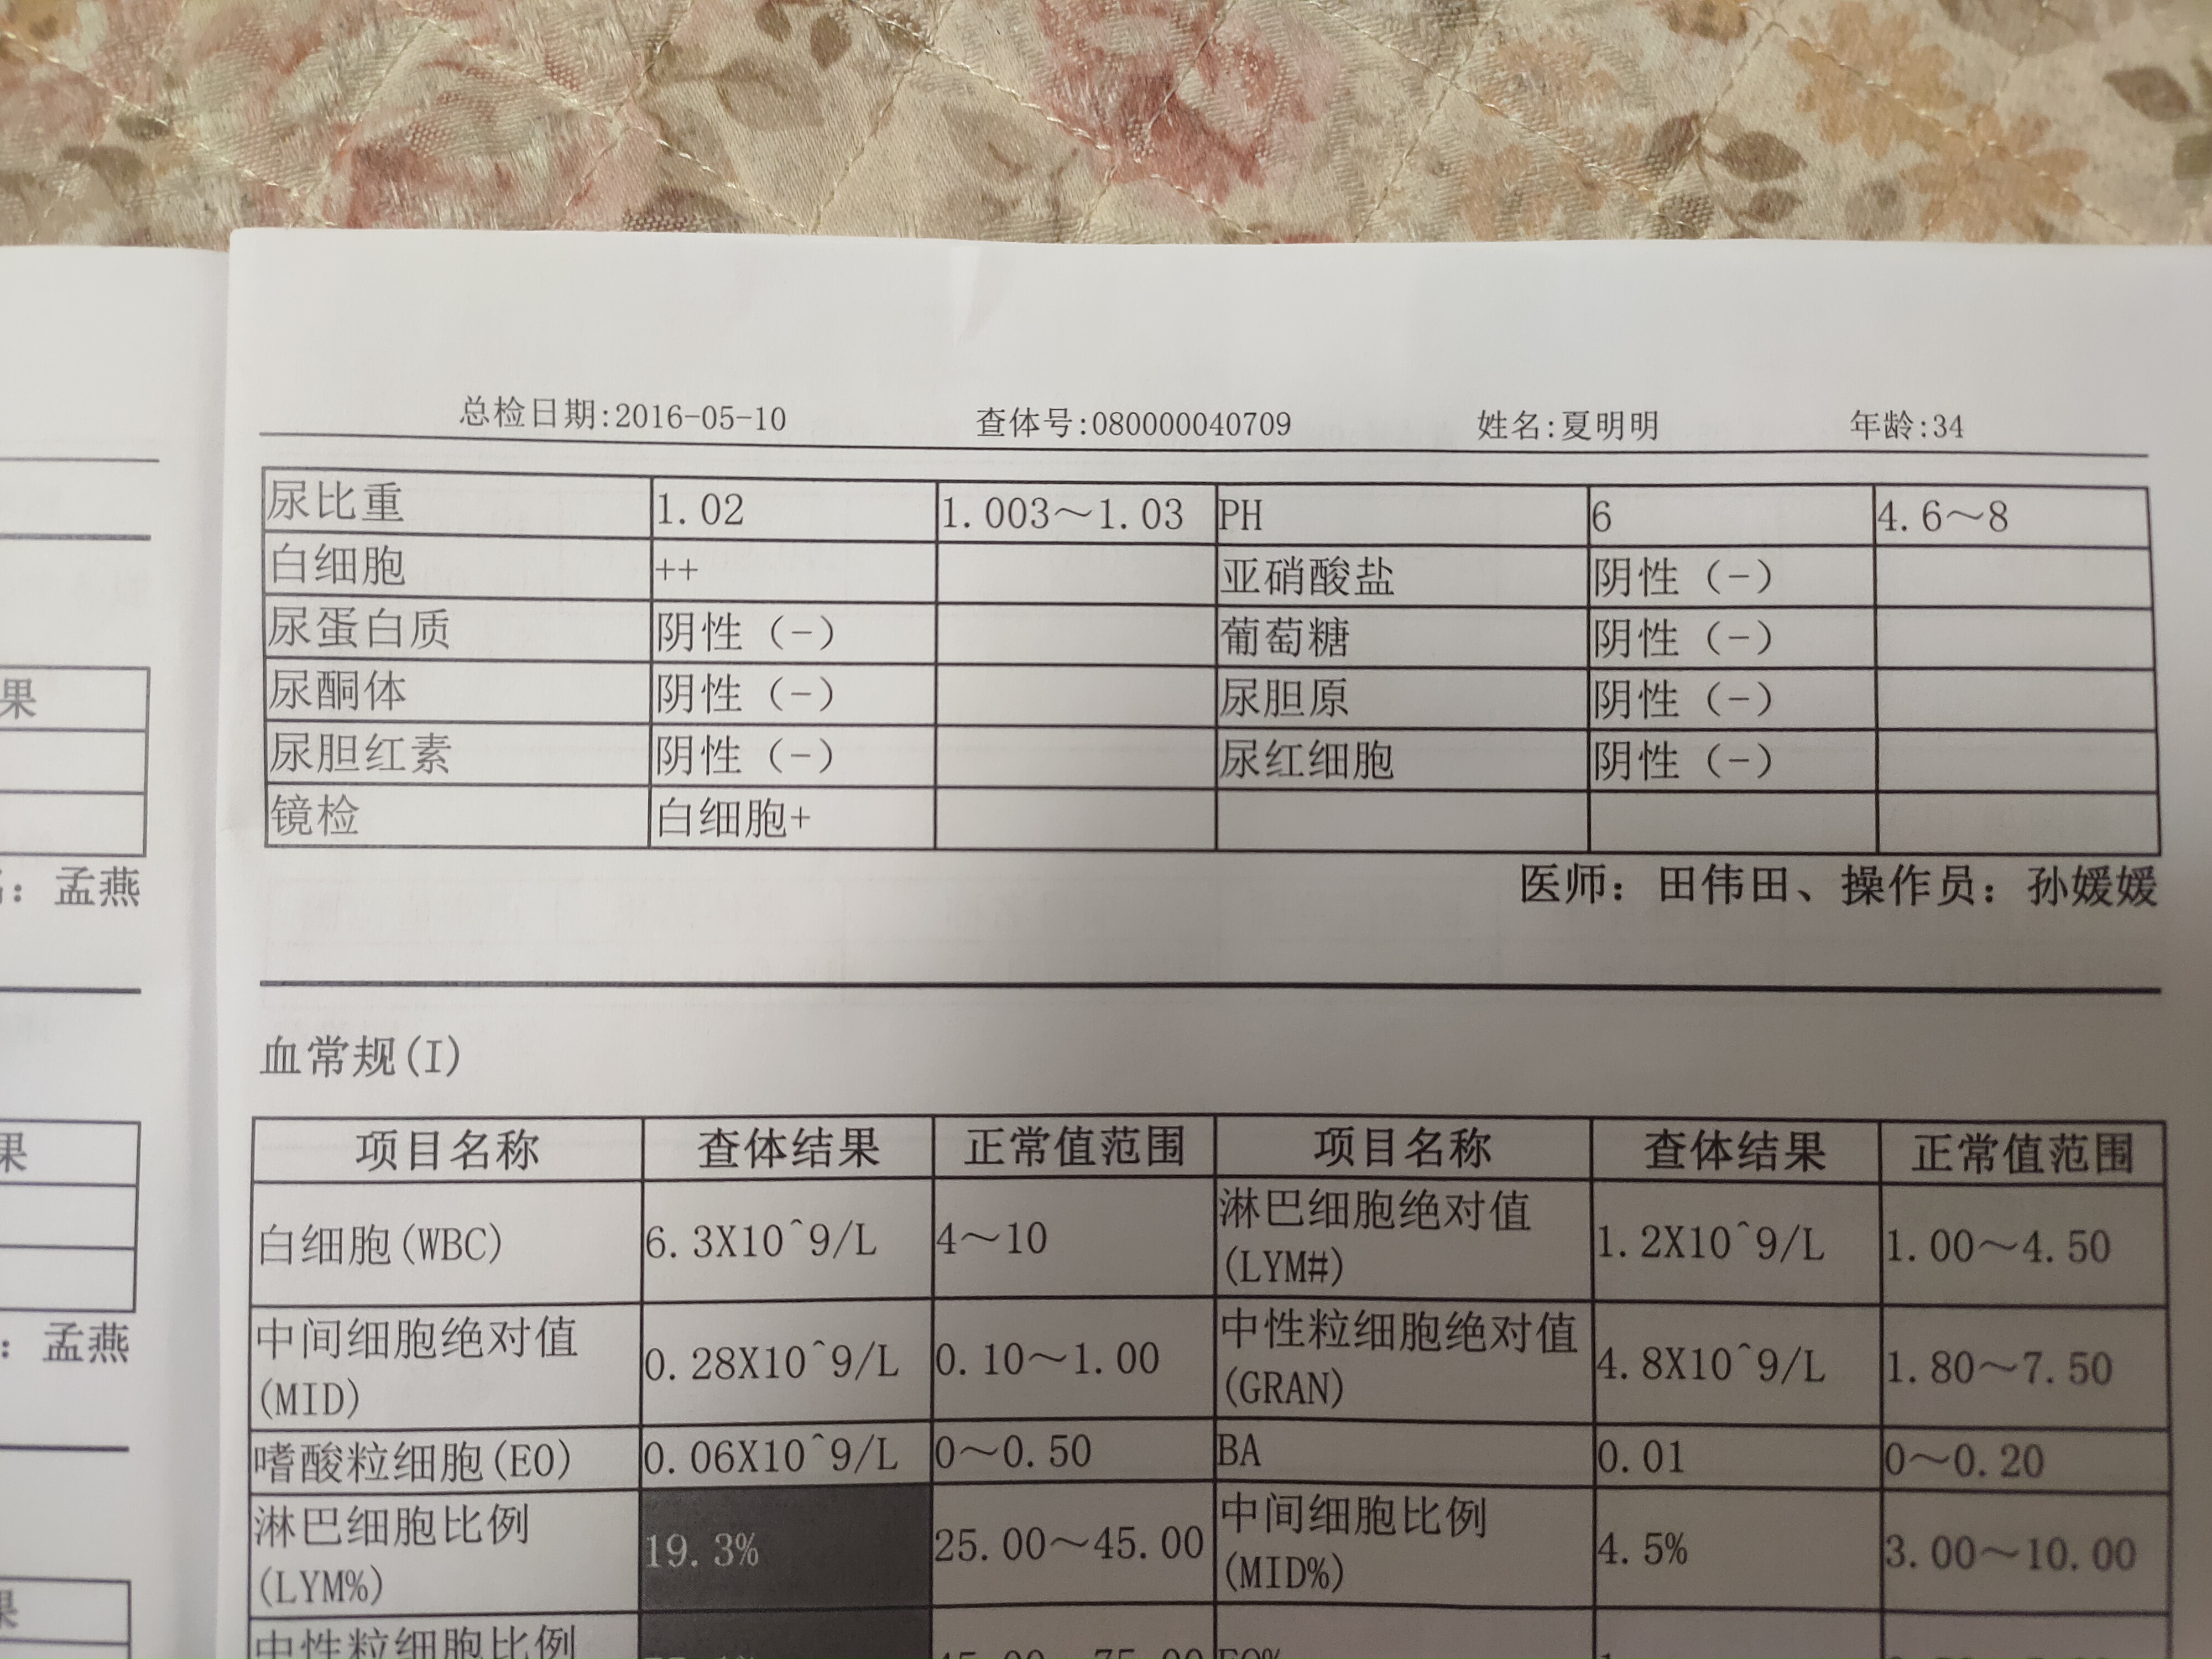 总检日期:2016-05-10 查体号:080000040709 姓名:夏明明 年龄:34
尿比重 1.02 1.003～1.03 PH 6 4.6～8
白细胞 ++ 亚硝酸盐 阴性（-）
尿蛋白质 阴性（-） 葡萄糖 阴性（-）
尿酮体 阴性（-） 尿胆原 阴性（-）
尿胆红素 阴性（-） 尿红细胞 阴性（-）
镜检 白细胞+
医师：田伟田、操作员：孙媛媛
血常规(I)
项目名称 查体结果 正常值范围 项目名称 查体结果 正常值范围
白细胞(WBC) 6.3X10^9/L 4～10 淋巴细胞绝对值(LYM#) 1.2X10^9/L 1.00～4.50
中间细胞绝对值(MID) 0.28X10^9/L 0.10～1.00 中性粒细胞绝对值(GRAN) 4.8X10^9/L 1.80～7.50
嗜酸粒细胞(EO) 0.06X10^9/L 0～0.50 BA 0.01 0～0.20
淋巴细胞比例(LYM%) 19.3% 25.00～45.00 中间细胞比例(MID%) 4.5% 3.00～10.00
中性粒细胞比例
果
：孟燕
果
：孟燕
果